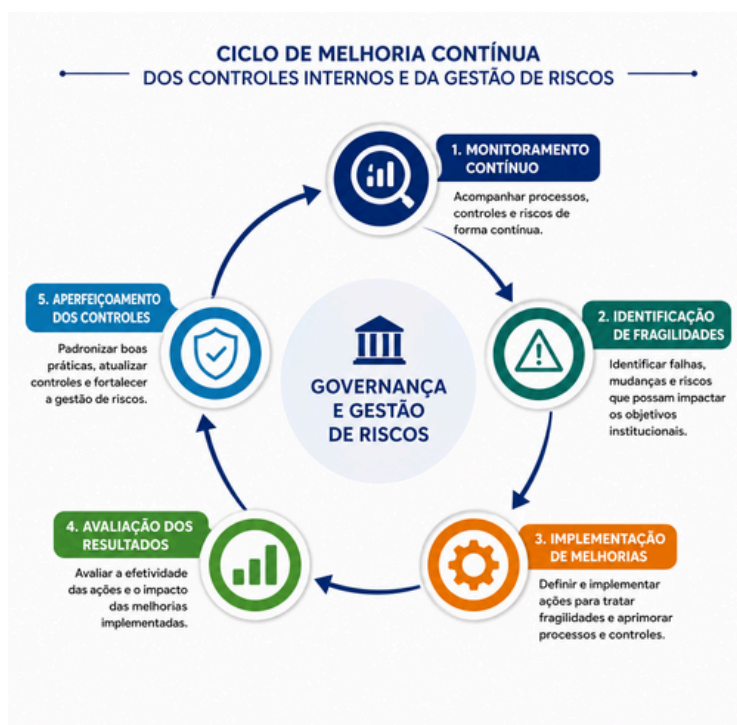 CICLO DE MELHORIA CONTÍNUA
DOS CONTROLES INTERNOS E DA GESTÃO DE RISCOS
1. MONITORAMENTO
CONTÍNUO
Acompanhar processos,
controles e riscos de
forma contínua.
2. IDENTIFICAÇÃO
DE FRAGILIDADES
Identificar falhas,
mudanças e riscos
que possam impactar
os objetivos
institucionais.
3. IMPLEMENTAÇÃO
DE MELHORIAS
Definir e implementar
ações para tratar
fragilidades e aprimorar
processos e controles.
4. AVALIAÇÃO DOS
RESULTADOS
Avaliar a efetividade
das ações e o impacto
das melhorias
implementadas.
5. APERFEIÇOAMENTO
DOS CONTROLES
Padronizar boas
práticas, atualizar
controles e fortalecer
a gestão de riscos.
GOVERNANÇA
E GESTÃO
DE RISCOS